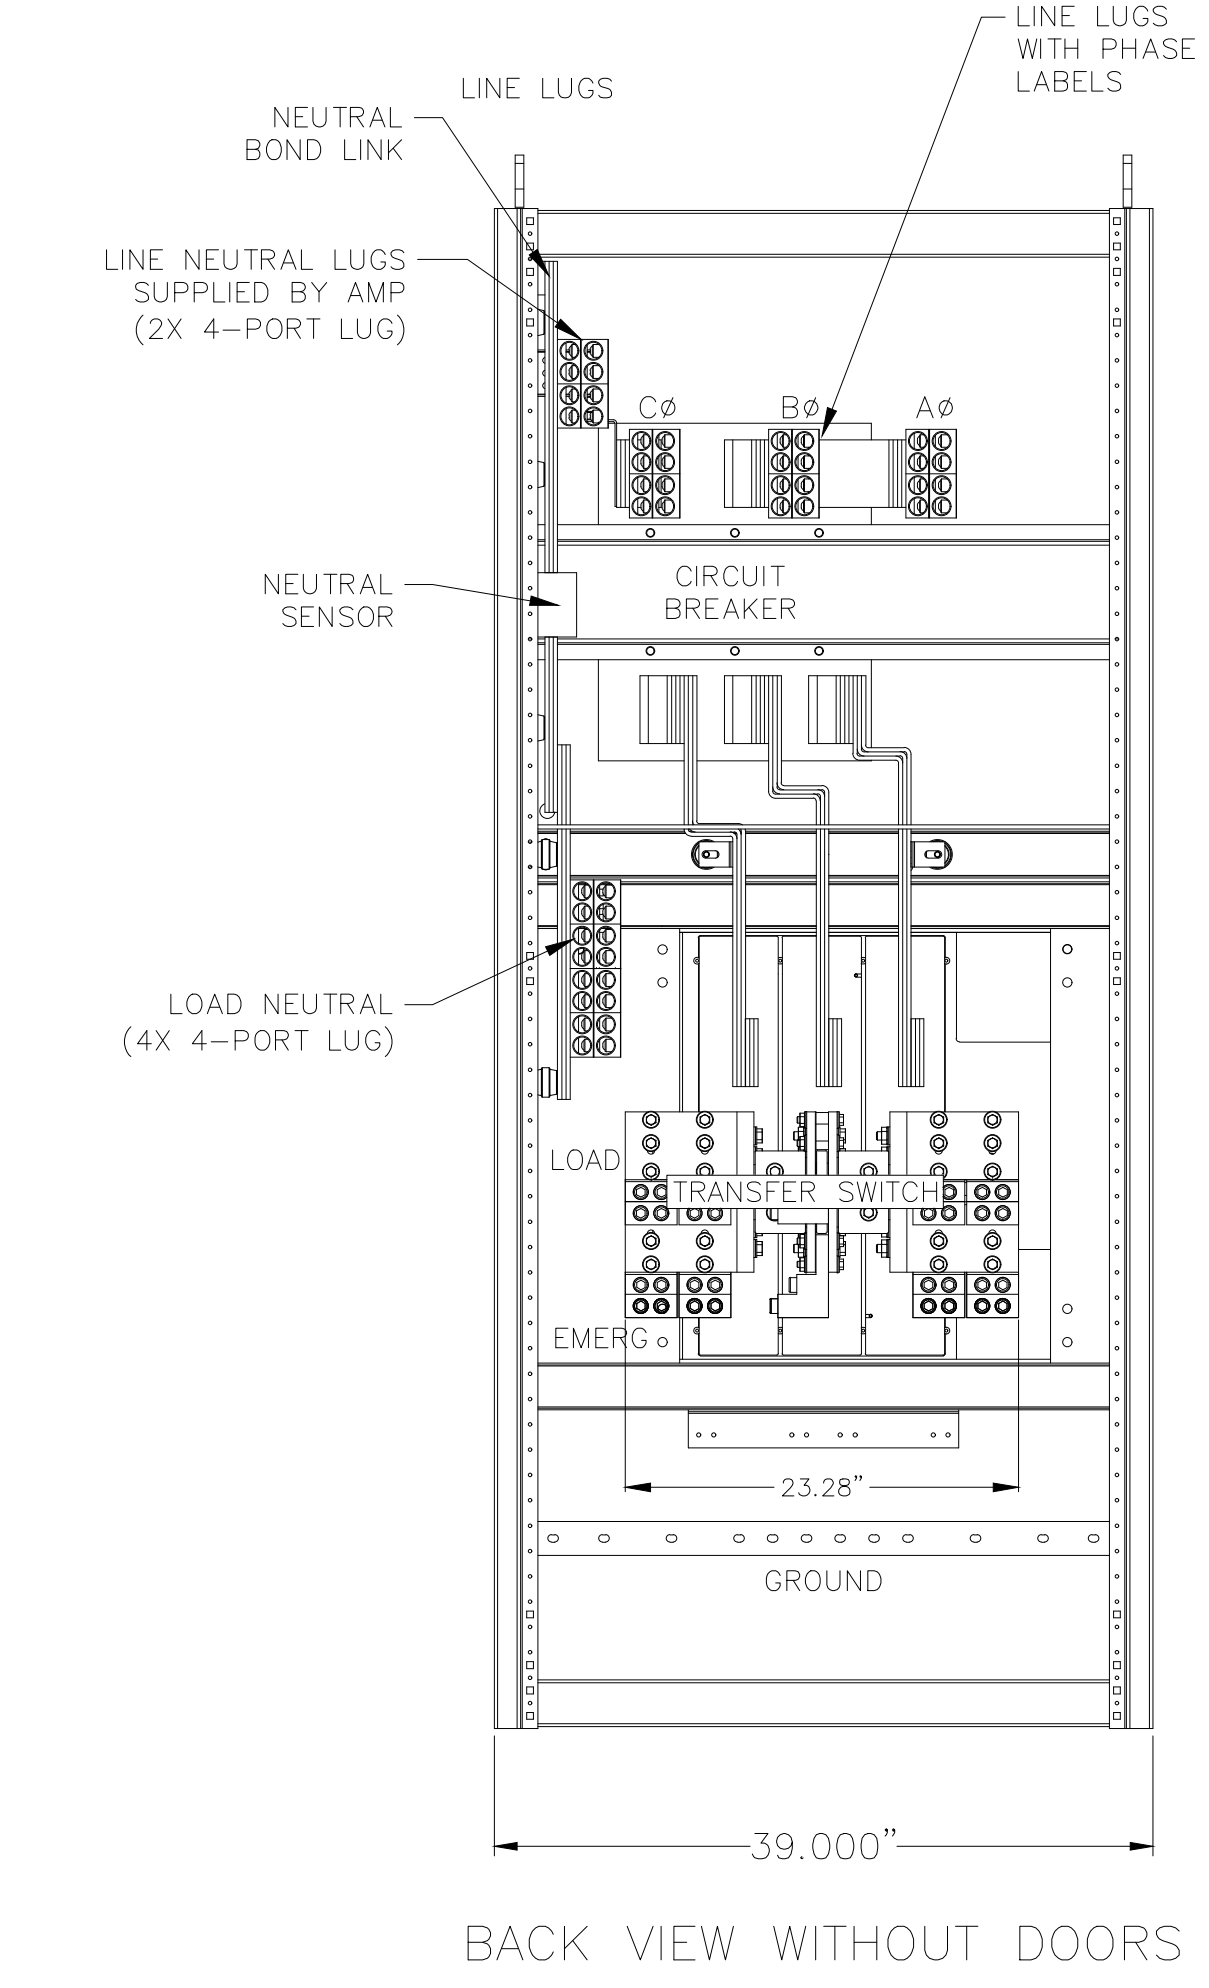 LINE LUGS
WITH PHASE
LABELS
LINE LUGS
NEUTRAL
BOND LINK
LINE NEUTRAL LUGS
SUPPLIED BY AMP
(2X 4-PORT LUG)
CØ
BØ
AØ
NEUTRAL
SENSOR
CIRCUIT
BREAKER
LOAD NEUTRAL
(4X 4-PORT LUG)
LOAD
TRANSFER SWITCH
EMERG
23.28"
GROUND
39.000"
BACK VIEW WITHOUT DOORS